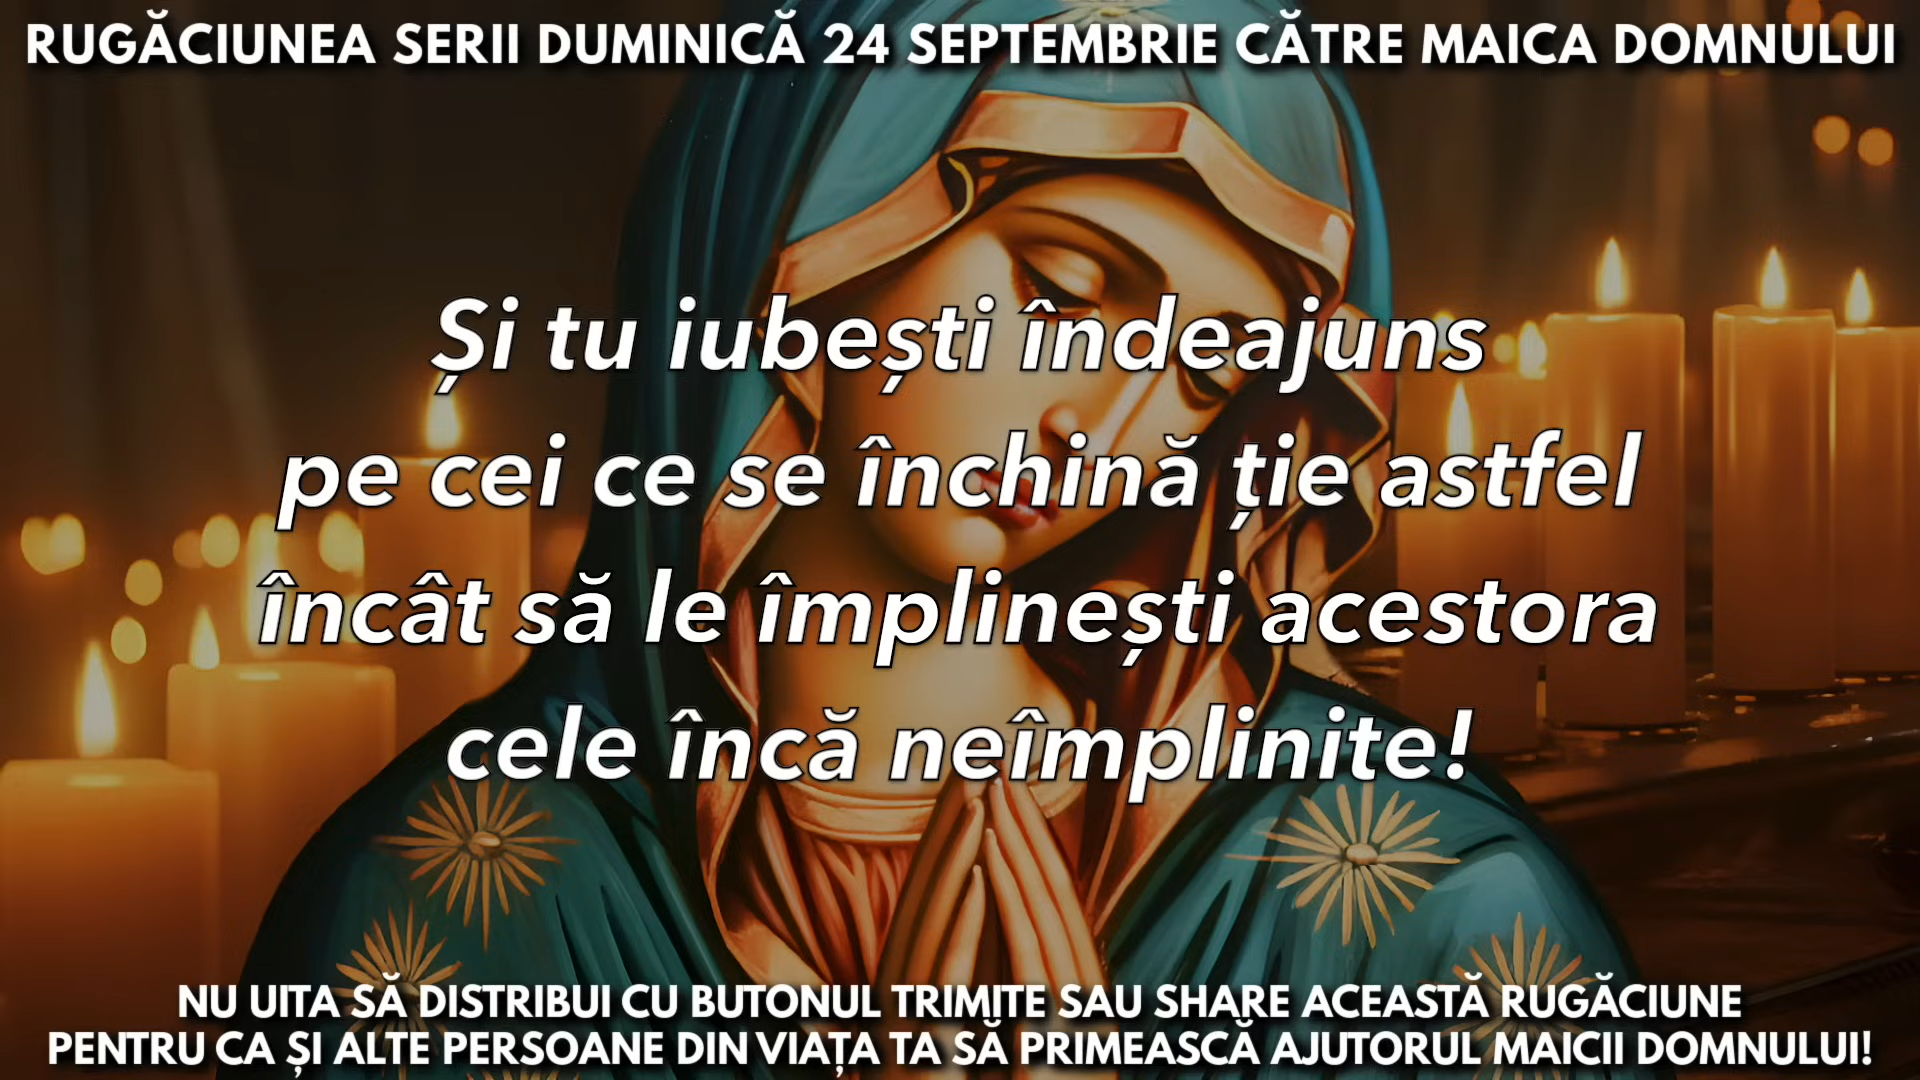 RUGĂCIUNEA SERII DUMINICĂ 24 SEPTEMBRIE CĂTRE MAICA DOMNULUI
Și tu iubești îndeajuns
pe cei ce se închină ție astfel
încât să le împlinești acestora
cele încă neîmplinite!
NU UITA SĂ DISTRIBUI CU BUTONUL TRIMITE SAU SHARE ACEASTĂ RUGĂCIUNE
PENTRU CA ȘI ALTE PERSOANE DIN VIAȚA TA SĂ PRIMEASCĂ AJUTORUL MAICII DOMNULUI!